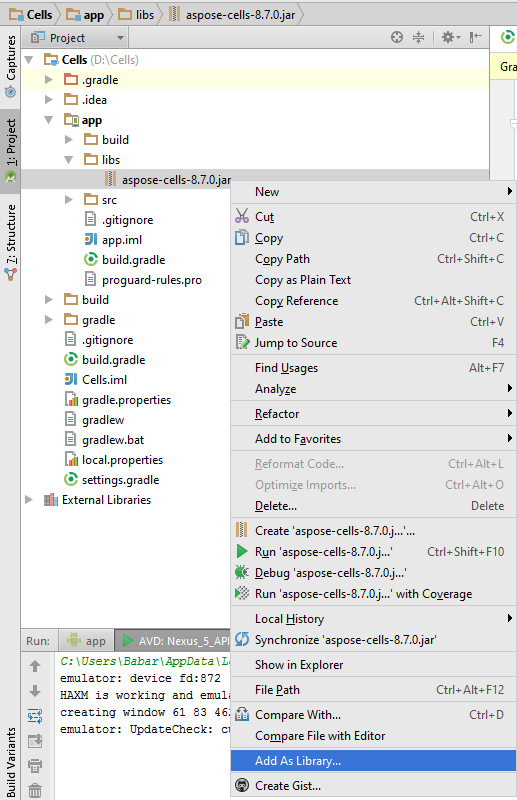 Cells app libs aspose-cells-8.7.0.jar
Project
Captures
1: Project
7: Structure
Build Variants
Gra
Cells (D:\Cells)
.gradle
.idea
app
build
libs
aspose-cells-8.7.0.jar
src
.gitignore
app.iml
build.gradle
proguard-rules.pro
build
gradle
.gitignore
build.gradle
Cells.iml
gradle.properties
gradlew
gradlew.bat
local.properties
settings.gradle
External Libraries
New
Cut Ctrl+X
Copy Ctrl+C
Copy Path Ctrl+Shift+C
Copy as Plain Text
Copy Reference Ctrl+Alt+Shift+C
Paste Ctrl+V
Jump to Source F4
Find Usages Alt+F7
Analyze
Refactor
Add to Favorites
Reformat Code... Ctrl+Alt+L
Optimize Imports... Ctrl+Alt+O
Delete... Delete
Create 'aspose-cells-8.7.0.j...'...
Run 'aspose-cells-8.7.0.j...' Ctrl+Shift+F10
Debug 'aspose-cells-8.7.0.j...'
Run 'aspose-cells-8.7.0.j...' with Coverage
Local History
Synchronize 'aspose-cells-8.7.0.jar'
Show in Explorer
File Path Ctrl+Alt+F12
Compare With... Ctrl+D
Compare File with Editor
Add As Library...
Create Gist...
Run: app AVD: Nexus_5_API
C:\Users\Babar\AppData\L
emulator: device fd:872
HAXM is working and emula
creating window 61 83 462
emulator: UpdateCheck: cu